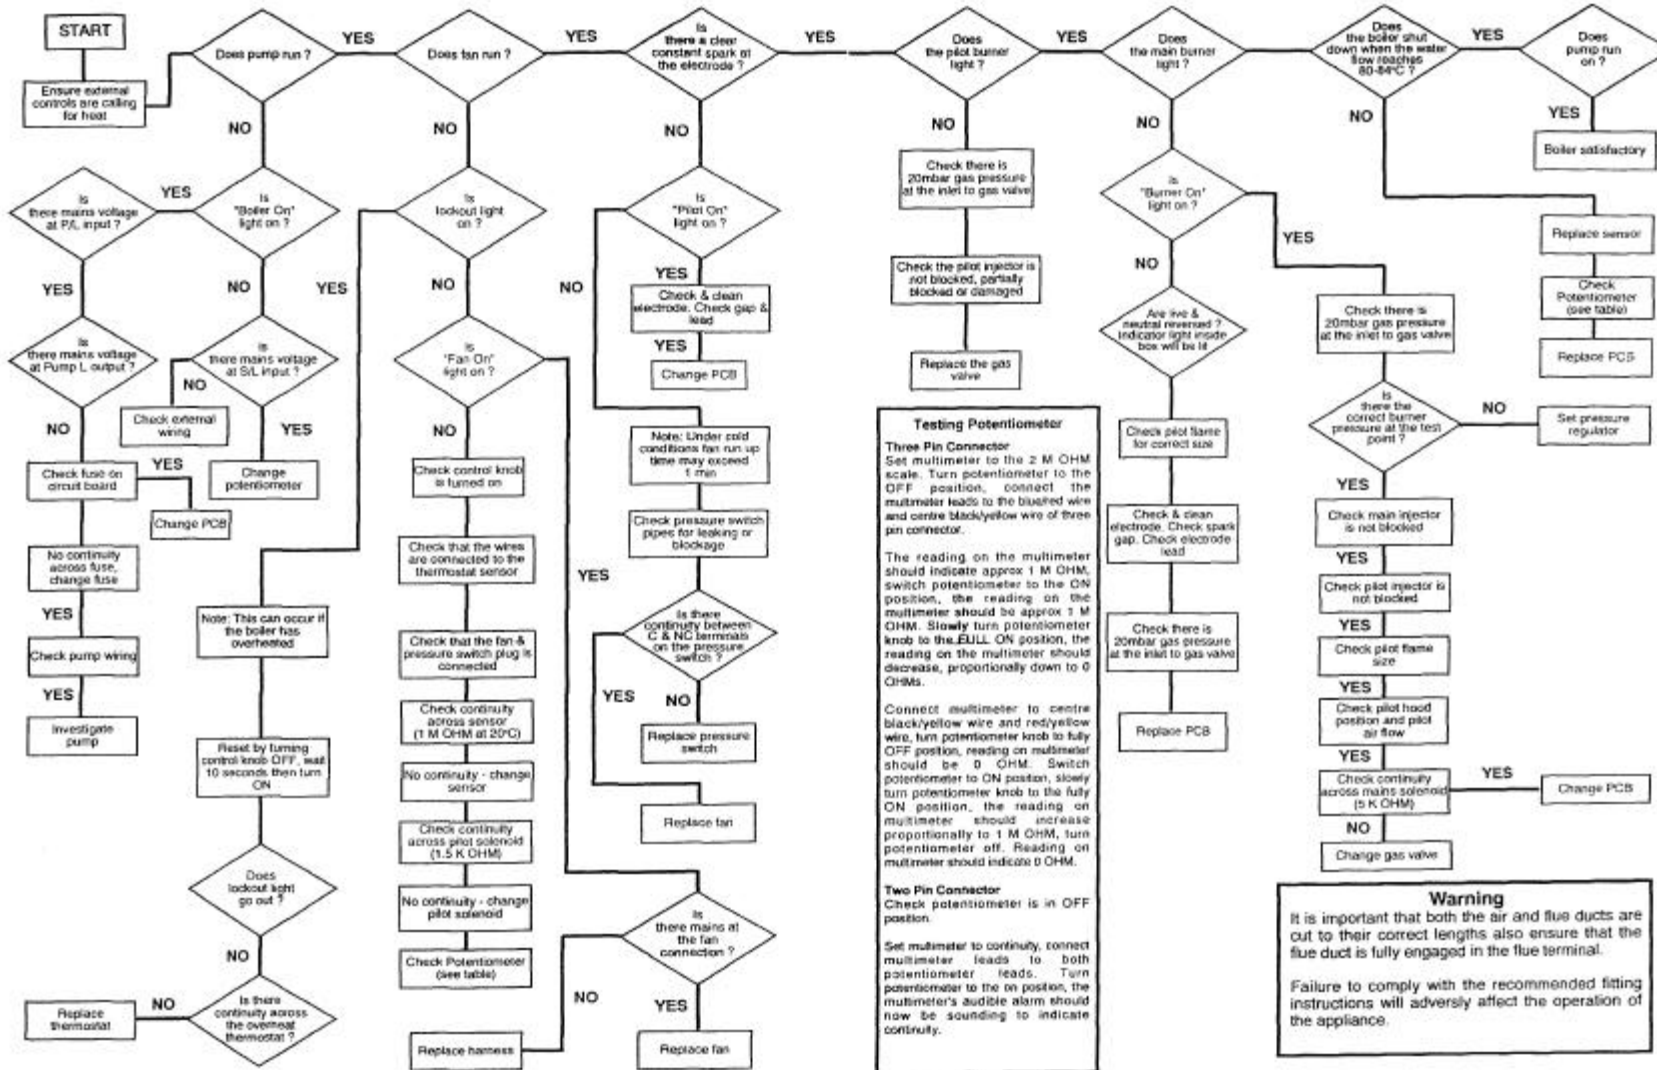 START
Ensure external
controls are calling
for heat
Does pump run ?
YES
Does fan run ?
YES
Is
there a clear
constant spark at
the electrode ?
YES
Does
the pilot burner
light ?
YES
Does
the main burner
light ?
Does
the boiler shut
down when the water
flow reaches
80-84°C ?
YES
Does
pump run
on ?
NO
NO
NO
NO
NO
NO
YES
Boiler satisfactory
Is
there mains voltage
at P/L input ?
YES
Is
"Boiler On"
light on ?
YES
NO
Is
there mains voltage
at Pump L output ?
Is
there mains voltage
at S/L input ?
NO
Check external
wiring
YES
Change
potentiometer
NO
Check fuse on
circuit board
YES
Change PCB
No continuity
across fuse,
change fuse
YES
Check pump wiring
YES
Investigate
pump
Is
lockout light
on ?
YES
Note: This can occur if
the boiler has
overheated
Reset by turning
control knob OFF, wait
10 seconds then turn
ON
Does
lockout light
go out ?
NO
Is there
continuity across
the overheat
thermostat ?
NO
Replace
thermostat
NO
Is
"Fan On"
light on ?
NO
Check control knob
is turned on
Check that the wires
are connected to the
thermostat sensor
Check that the fan &
pressure switch plug is
connected
Check continuity
across sensor
(1 M OHM at 20°C)
No continuity - change
sensor
Check continuity
across pilot solenoid
(1.5 K OHM)
No continuity - change
pilot solenoid
Check Potentiometer
(see table)
YES
Is
there mains at
the fan
connection ?
NO
Replace harness
YES
Replace fan
Is
"Pilot On"
light on ?
YES
Check & clean
electrode. Check gap &
lead
YES
Change PCB
NO
Note: Under cold
conditions fan run up
time may exceed
1 min
Check pressure switch
pipes for leaking or
blockage
Is there
continuity between
C & NC terminals
on the pressure
switch ?
NO
Replace pressure
switch
YES
Replace fan
Check there is
20mbar gas pressure
at the inlet to gas valve
Check the pilot injector is
not blocked, partially
blocked or damaged
Replace the gas
valve
Testing Potentiometer
Three Pin Connector
Set multimeter to the 2 M OHM
scale. Turn potentiometer to the
OFF position, connect the
multimeter leads to the blue/red wire
and centre black/yellow wire of three
pin connector.
The reading on the multimeter
should indicate approx 1 M OHM,
switch potentiometer to the ON
position, the reading on the
multimeter should be approx 1 M
OHM. Slowly turn potentiometer
knob to the FULL ON position, the
reading on the multimeter should
decrease, proportionally down to 0
OHMs.
Connect multimeter to centre
black/yellow wire and red/yellow
wire, turn potentiometer knob to fully
OFF position, reading on multimeter
should be 0 OHM. Switch
potentiometer to ON position, slowly
turn potentiometer knob to the fully
ON position, the reading on
multimeter should increase
proportionally to 1 M OHM, turn
potentiometer off. Reading on
multimeter should indicate 0 OHM.
Two Pin Connector
Check potentiometer is in OFF
position.
Set multimeter to continuity, connect
multimeter leads to both
potentiometer leads. Turn
potentiometer to the on position, the
multimeter's audible alarm should
now be sounding to indicate
continuity.
Is
"Burner On"
light on ?
NO
Are live &
neutral reversed ?
Indicator light inside
box will be lit
Check pilot flame
for correct size
Check & clean
electrode. Check spark
gap. Check electrode
lead
Check there is
20mbar gas pressure
at the inlet to gas valve
Replace PCB
YES
Check there is
20mbar gas pressure
at the inlet to gas valve
Is
there the
correct burner
pressure at the test
point ?
NO
Set pressure
regulator
YES
Check main injector
is not blocked
YES
Check pilot injector is
not blocked
YES
Check pilot flame
size
YES
Check pilot hood
position and pilot
air flow
YES
Check continuity
across mains solenoid
(5 K OHM)
YES
Change PCB
NO
Change gas valve
Replace sensor
Check
Potentiometer
(see table)
Replace PCB
Warning
It is important that both the air and flue ducts are
cut to their correct lengths also ensure that the
flue duct is fully engaged in the flue terminal.
Failure to comply with the recommended fitting
instructions will adversly affect the operation of
the appliance.